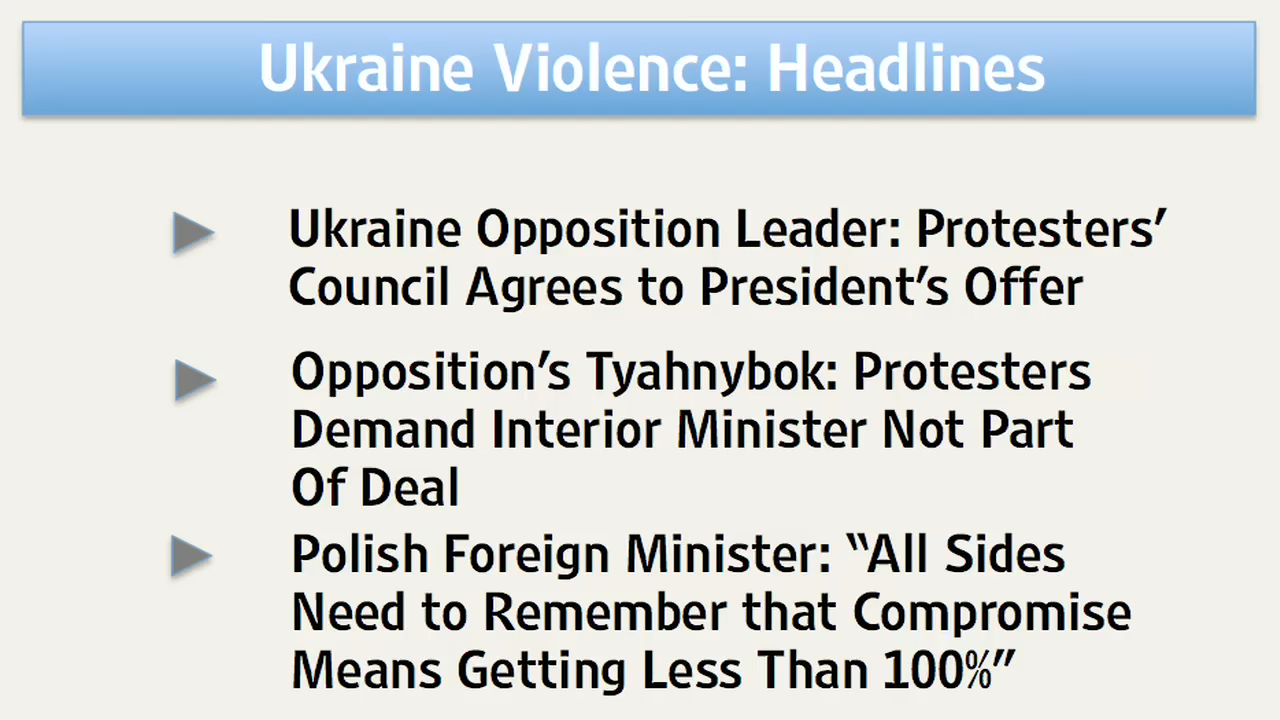 Ukraine Violence: Headlines
Ukraine Opposition Leader: Protesters’
Council Agrees to President’s Offer
Opposition’s Tyahnybok: Protesters
Demand Interior Minister Not Part
Of Deal
Polish Foreign Minister: “All Sides
Need to Remember that Compromise
Means Getting Less Than 100%”